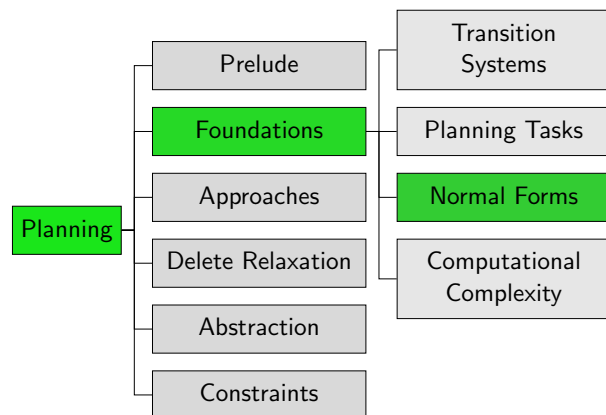 Planning
Prelude
Foundations
Approaches
Delete Relaxation
Abstraction
Constraints
Transition
Systems
Planning Tasks
Normal Forms
Computational
Complexity